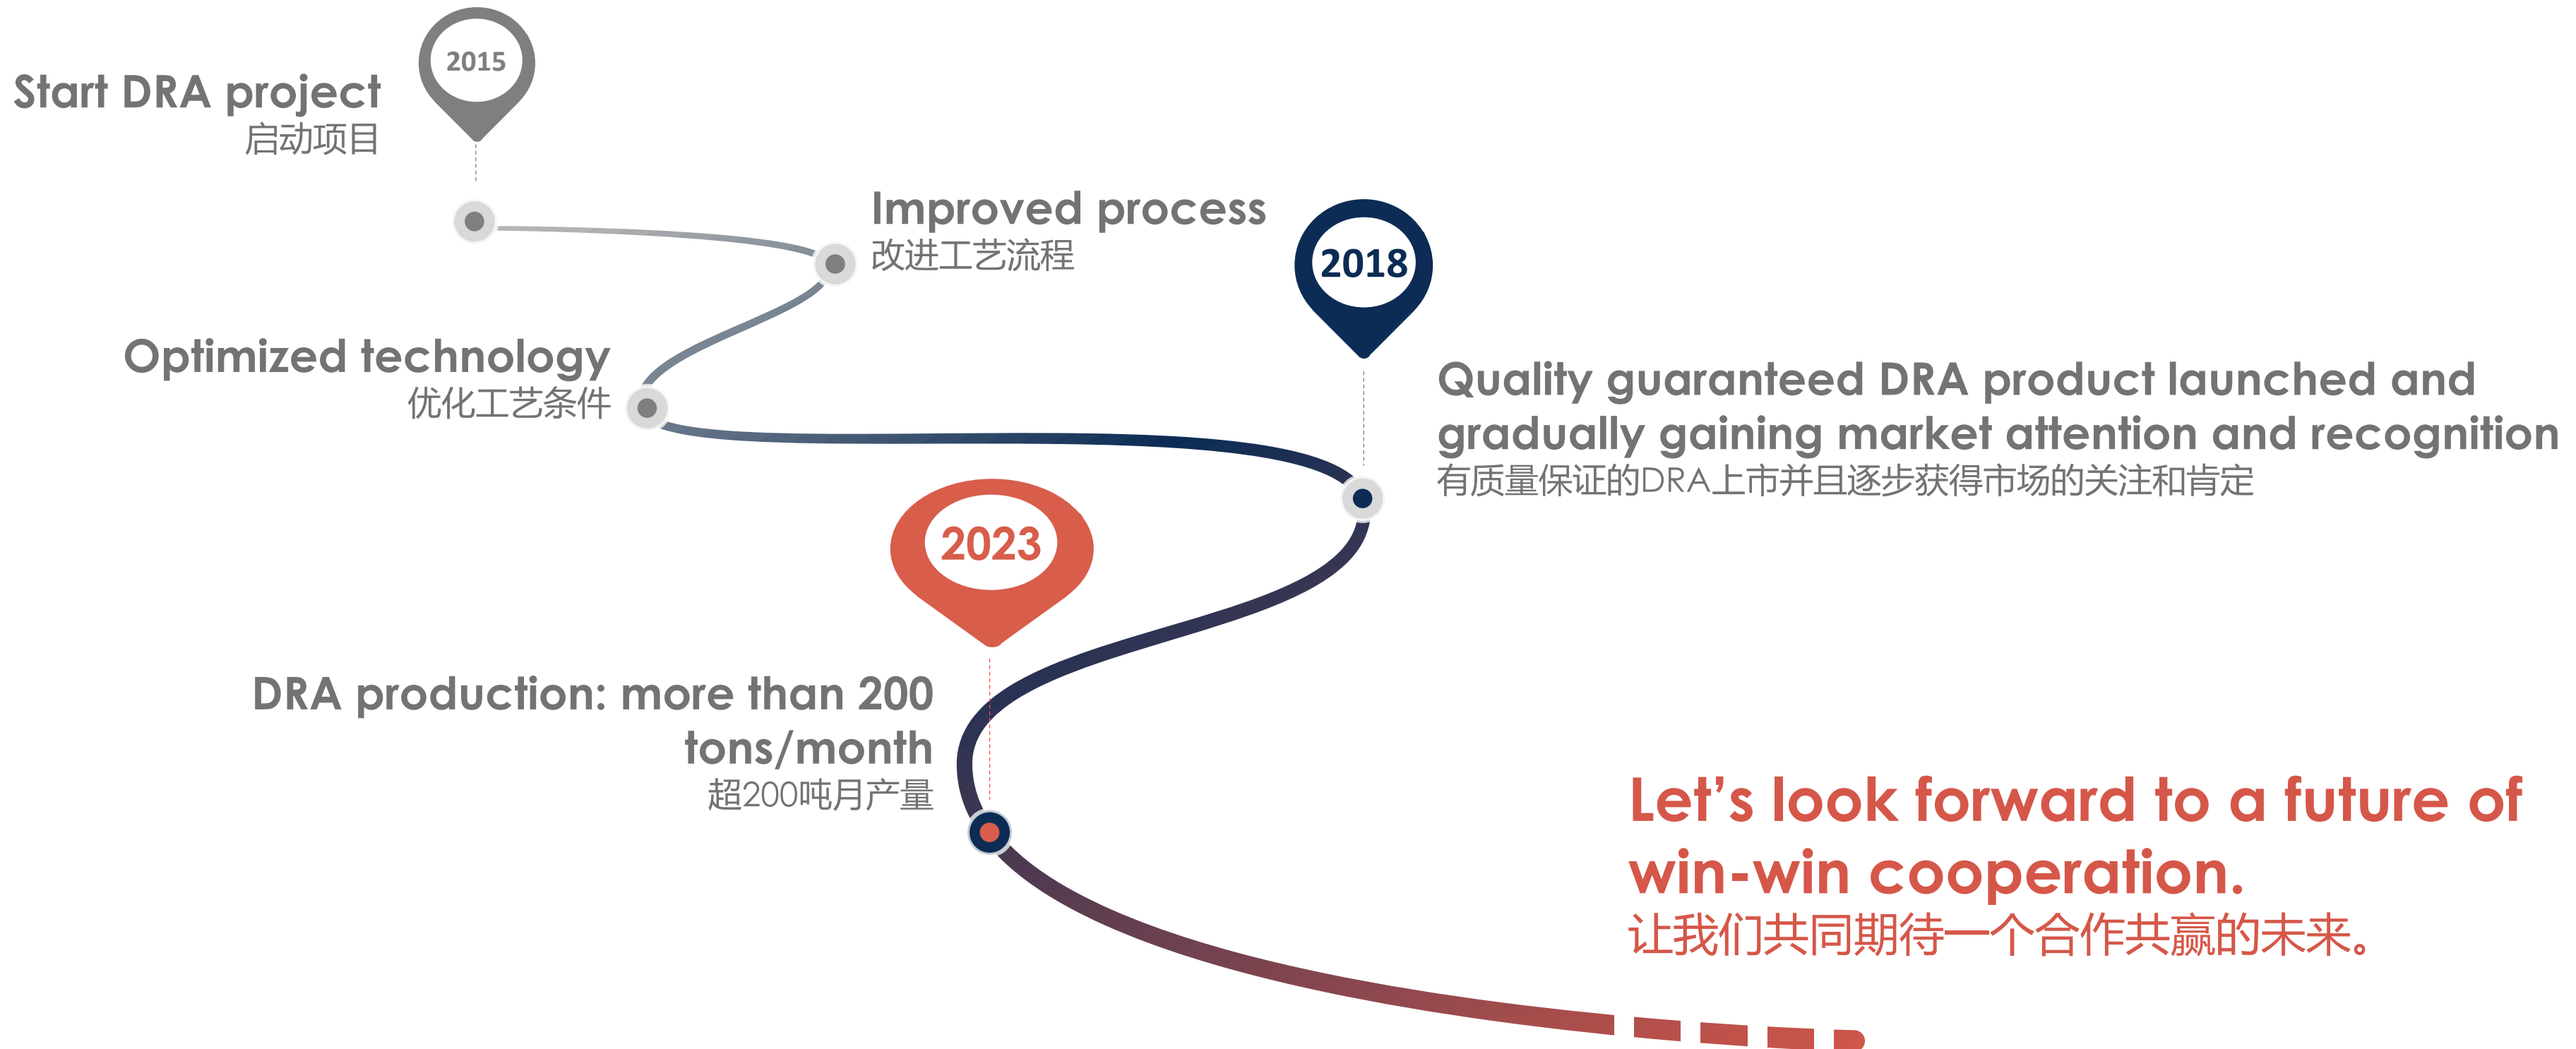 2015
Start DRA project
启动项目
Improved process
改进工艺流程
2018
Optimized technology
优化工艺条件
Quality guaranteed DRA product launched and
gradually gaining market attention and recognition
有质量保证的DRA上市并且逐步获得市场的关注和肯定
2023
DRA production: more than 200
tons/month
超200吨月产量
Let’s look forward to a future of
win-win cooperation.
让我们共同期待一个合作共赢的未来。